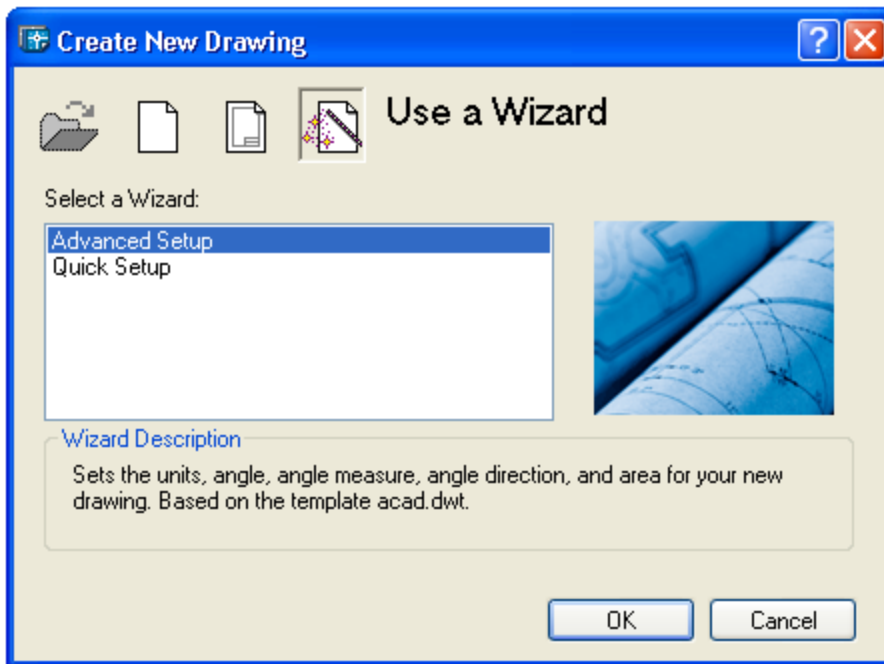 Create New Drawing
Use a Wizard
Select a Wizard:
Advanced Setup
Quick Setup
Wizard Description
Sets the units, angle, angle measure, angle direction, and area for your new
drawing. Based on the template acad.dwt.
OK
Cancel